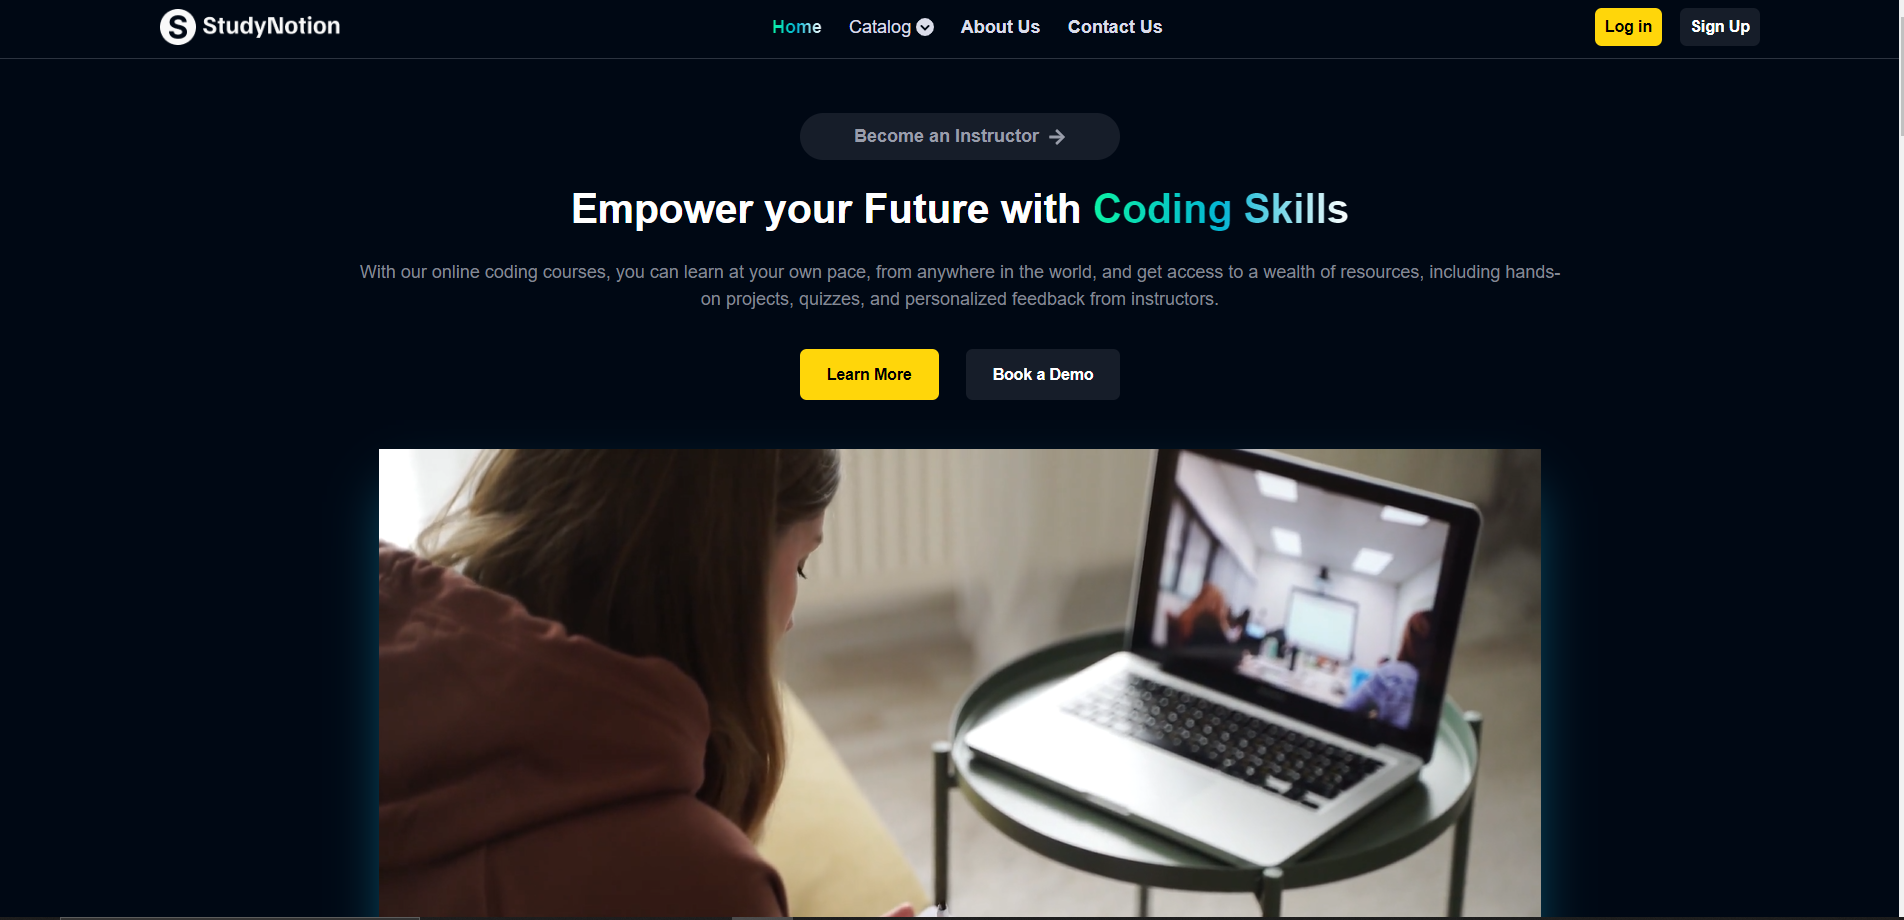 StudyNotion
Home Catalog About Us Contact Us
Log in Sign Up
Become an Instructor
Empower your Future with Coding Skills
With our online coding courses, you can learn at your own pace, from anywhere in the world, and get access to a wealth of resources, including hands-
on projects, quizzes, and personalized feedback from instructors.
Learn More Book a Demo